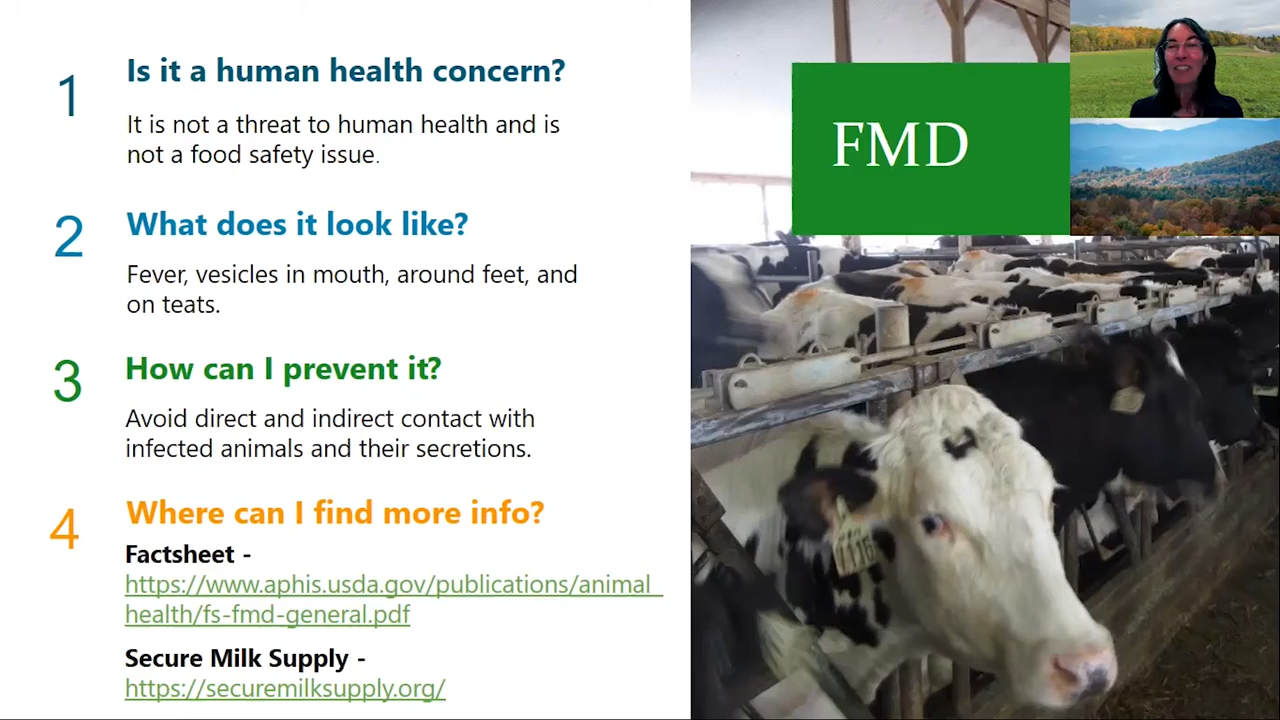 1
Is it a human health concern?
It is not a threat to human health and is
not a food safety issue.
2
What does it look like?
Fever, vesicles in mouth, around feet, and
on teats.
3
How can I prevent it?
Avoid direct and indirect contact with
infected animals and their secretions.
4
Where can I find more info?
Factsheet -
https://www.aphis.usda.gov/publications/animal_
health/fs-fmd-general.pdf
Secure Milk Supply -
https://securemilksupply.org/
FMD
1116